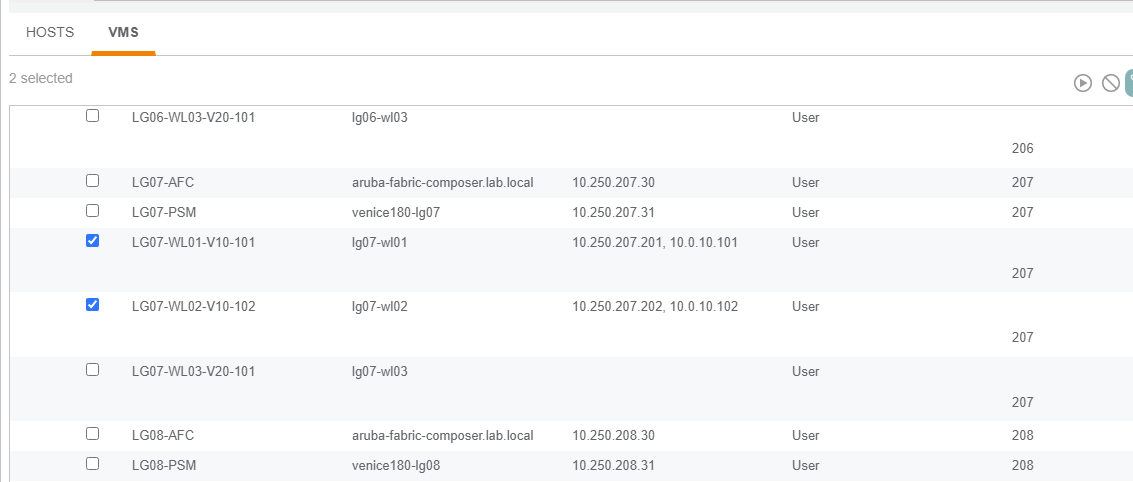 HOSTS VMS
2 selected
LG06-WL03-V20-101 lg06-wl03 User
206
LG07-AFC aruba-fabric-composer.lab.local 10.250.207.30 User 207
LG07-PSM venice180-lg07 10.250.207.31 User 207
LG07-WL01-V10-101 lg07-wl01 10.250.207.201, 10.0.10.101 User
207
LG07-WL02-V10-102 lg07-wl02 10.250.207.202, 10.0.10.102 User
207
LG07-WL03-V20-101 lg07-wl03 User
207
LG08-AFC aruba-fabric-composer.lab.local 10.250.208.30 User 208
LG08-PSM venice180-lg08 10.250.208.31 User 208